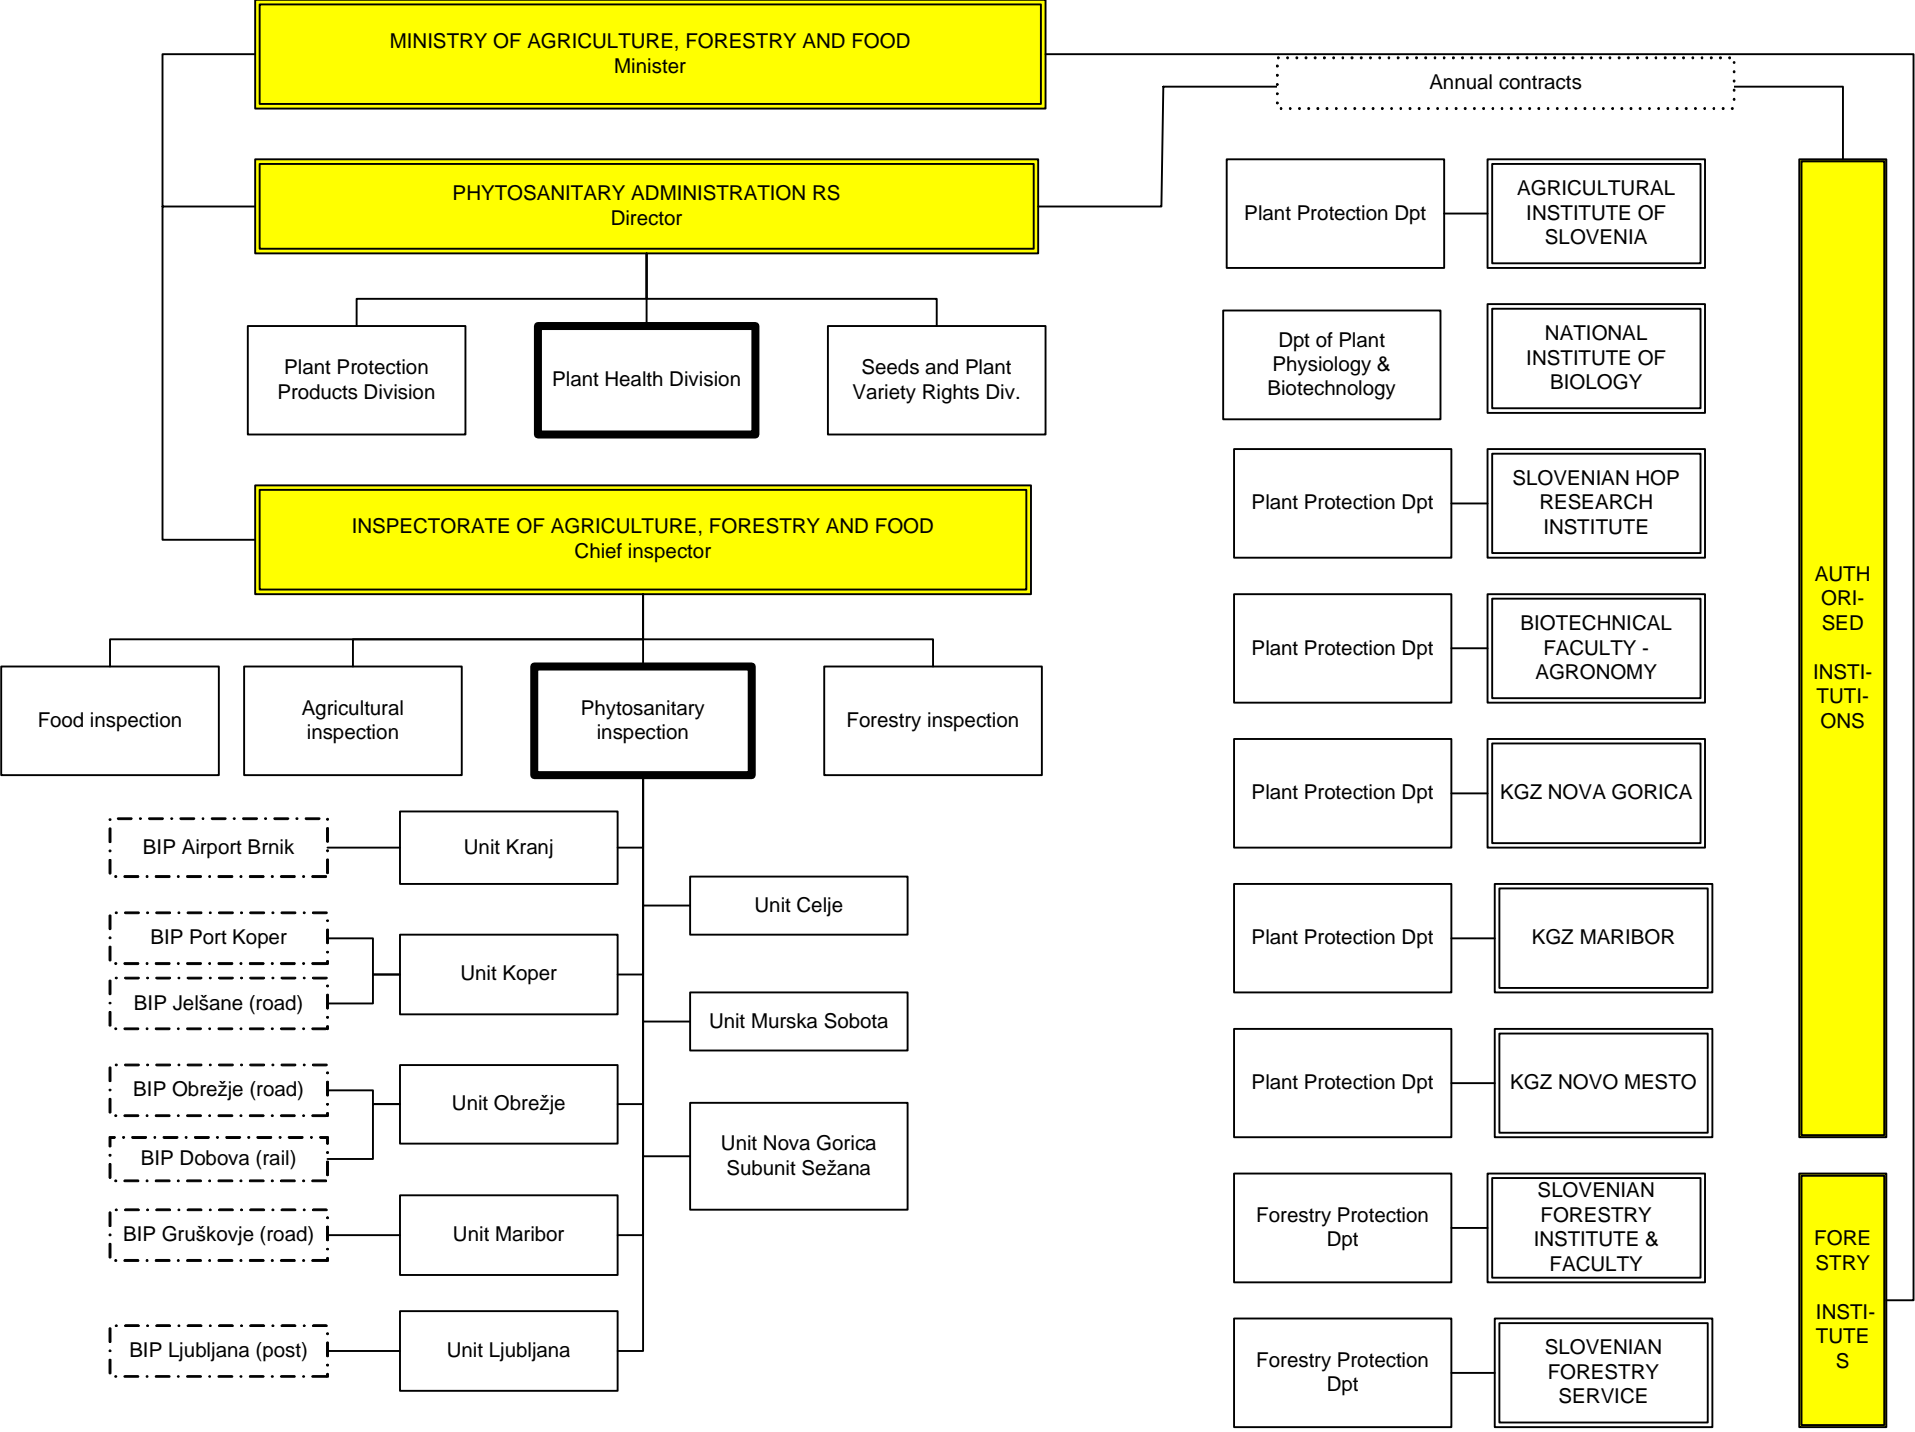 MINISTRY OF AGRICULTURE, FORESTRY AND FOOD
Minister
Annual contracts
PHYTOSANITARY ADMINISTRATION RS
Director
Plant Protection
Products Division
Plant Health Division
Seeds and Plant
Variety Rights Div.
INSPECTORATE OF AGRICULTURE, FORESTRY AND FOOD
Chief inspector
Food inspection
Agricultural
inspection
Phytosanitary
inspection
Forestry inspection
BIP Airport Brnik
Unit Kranj
Unit Celje
BIP Port Koper
BIP Jelšane (road)
Unit Koper
Unit Murska Sobota
BIP Obrežje (road)
BIP Dobova (rail)
Unit Obrežje
Unit Nova Gorica
Subunit Sežana
BIP Gruškovje (road)
Unit Maribor
BIP Ljubljana (post)
Unit Ljubljana
Plant Protection Dpt
AGRICULTURAL
INSTITUTE OF
SLOVENIA
Dpt of Plant
Physiology &
Biotechnology
NATIONAL
INSTITUTE OF
BIOLOGY
Plant Protection Dpt
SLOVENIAN HOP
RESEARCH
INSTITUTE
Plant Protection Dpt
BIOTECHNICAL
FACULTY -
AGRONOMY
Plant Protection Dpt
KGZ NOVA GORICA
Plant Protection Dpt
KGZ MARIBOR
Plant Protection Dpt
KGZ NOVO MESTO
Forestry Protection
Dpt
SLOVENIAN
FORESTRY
INSTITUTE &
FACULTY
Forestry Protection
Dpt
SLOVENIAN
FORESTRY
SERVICE
AUTH
ORI-
SED
INSTI-
TUTI-
ONS
FORE
STRY
INSTI-
TUTE
S